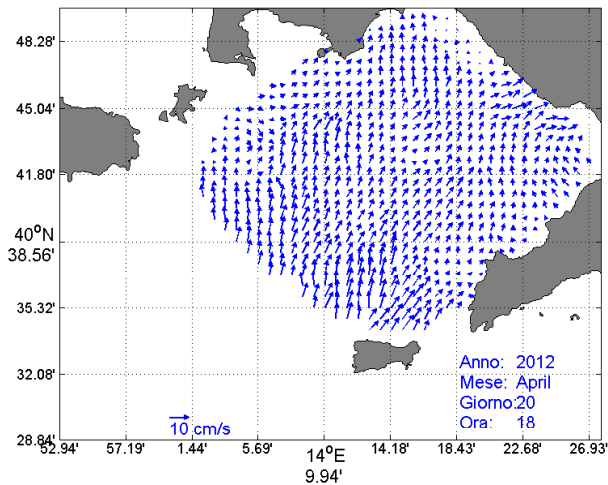 48.28'
45.04'
41.80'
40°N
38.56'
35.32'
32.08'
28.84'
Anno: 2012
Mese: April
Giorno:20
Ora: 18
10 cm/s
52.94' 57.19' 1.44' 5.69' 14°E 14.18' 18.43' 22.68' 26.93'
9.94'